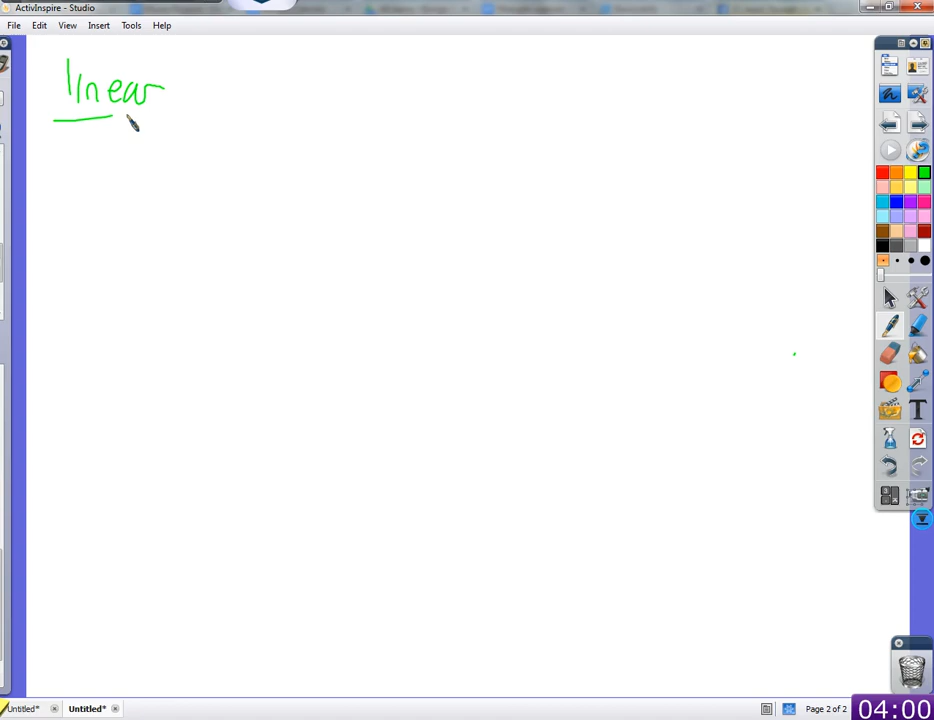 ActivInspire - Studio
File Edit View Insert Tools Help
linear
Untitled* Untitled* Page 2 of 2 04:00